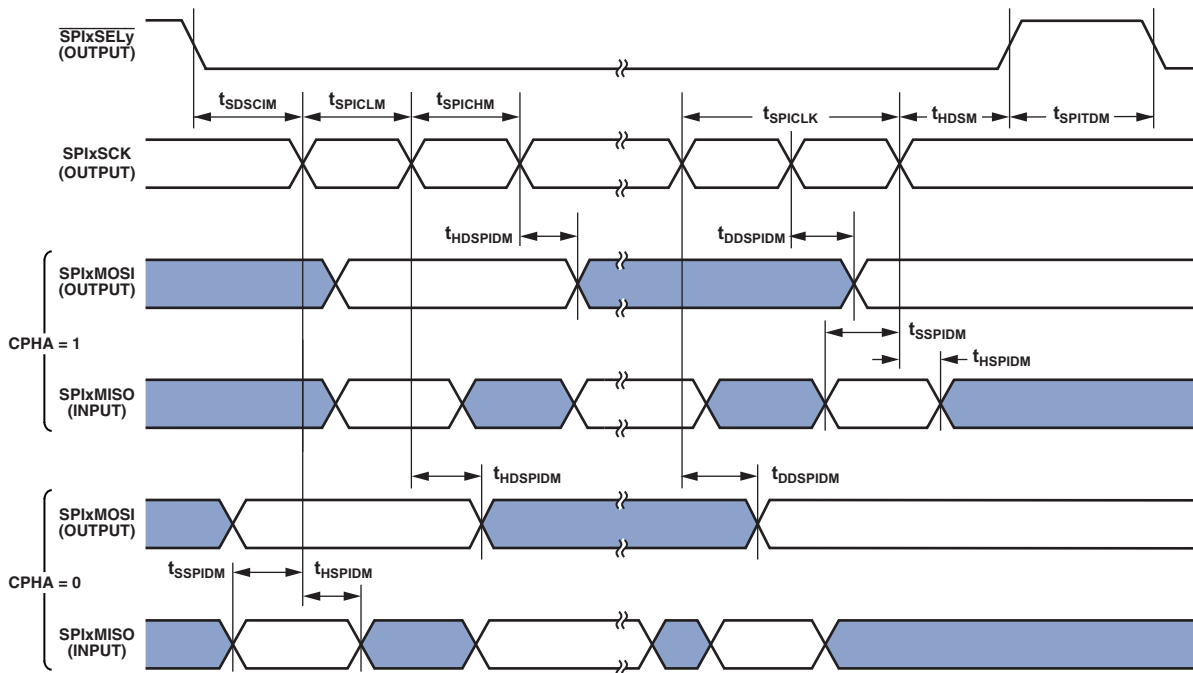 SPIxSELy
(OUTPUT)
tSDSCIM
tSPICLM
tSPICHM
tSPICLK
tHDSM
tSPITDM
SPIxSCK
(OUTPUT)
tHDSPIDM
tDDSPIDM
SPIxMOSI
(OUTPUT)
CPHA = 1
tSSPIDM
tHSPIDM
SPIxMISO
(INPUT)
tHDSPIDM
tDDSPIDM
SPIxMOSI
(OUTPUT)
CPHA = 0
tSSPIDM
tHSPIDM
SPIxMISO
(INPUT)